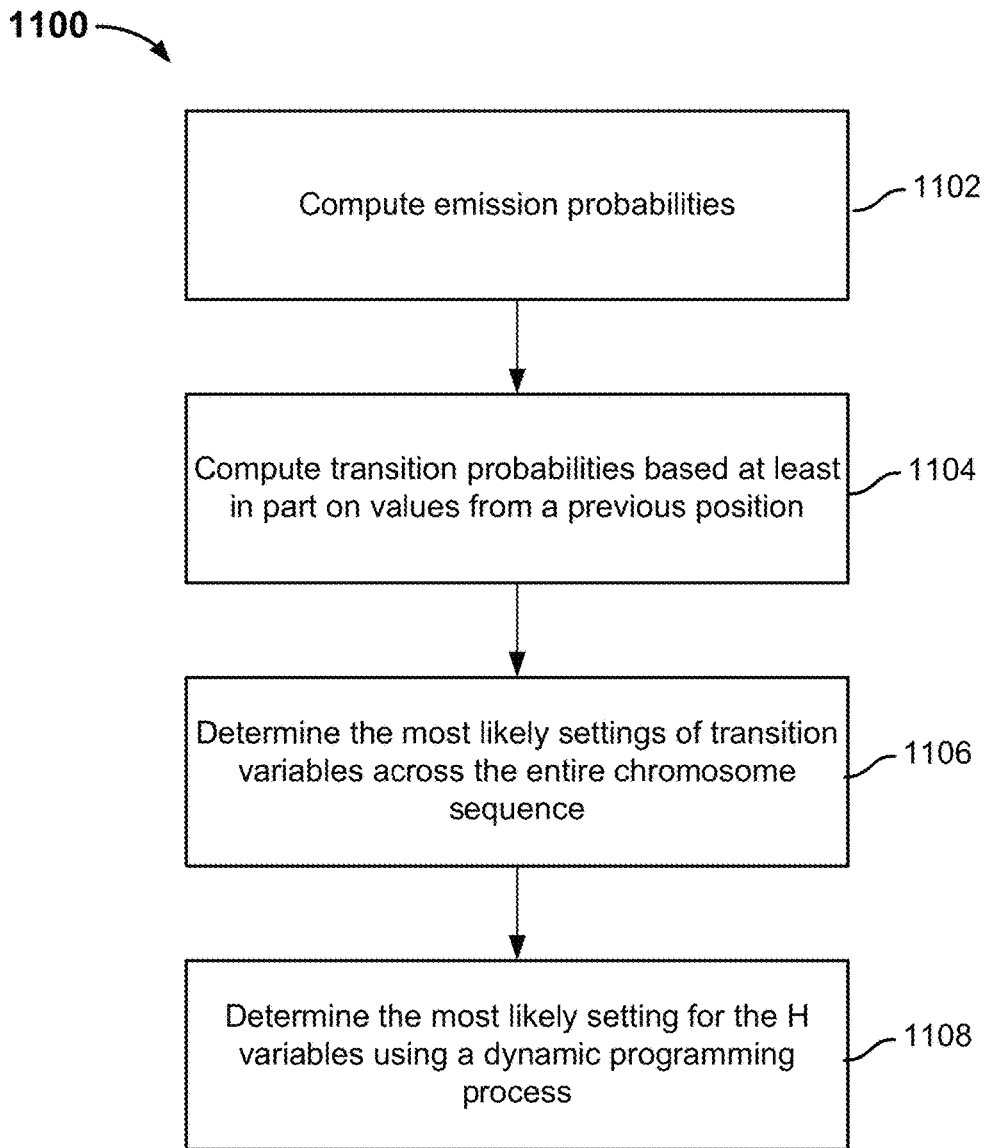 1100
Compute emission probabilities
1102
Compute transition probabilities based at least
in part on values from a previous position
1104
Determine the most likely settings of transition
variables across the entire chromosome
sequence
1106
Determine the most likely setting for the H
variables using a dynamic programming
process
1108